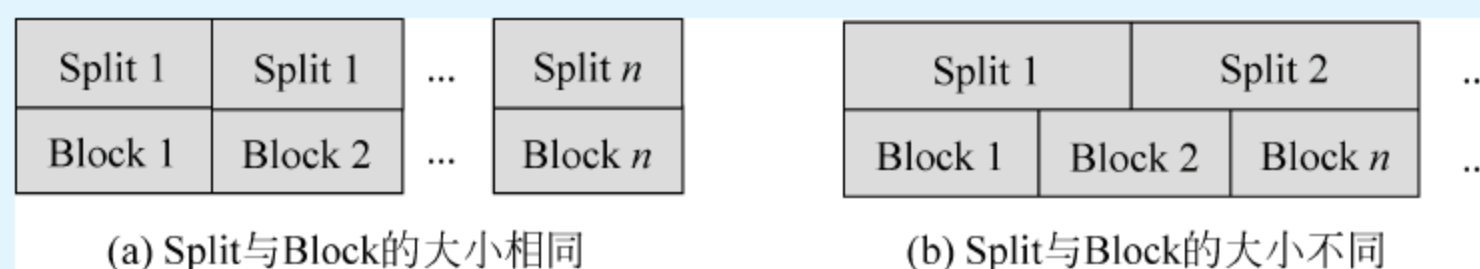 Split 1 Split 1 ... Split n
Block 1 Block 2 ... Block n
(a) Split与Block的大小相同
Split 1 Split 2 ..
Block 1 Block 2 Block n ..
(b) Split与Block的大小不同